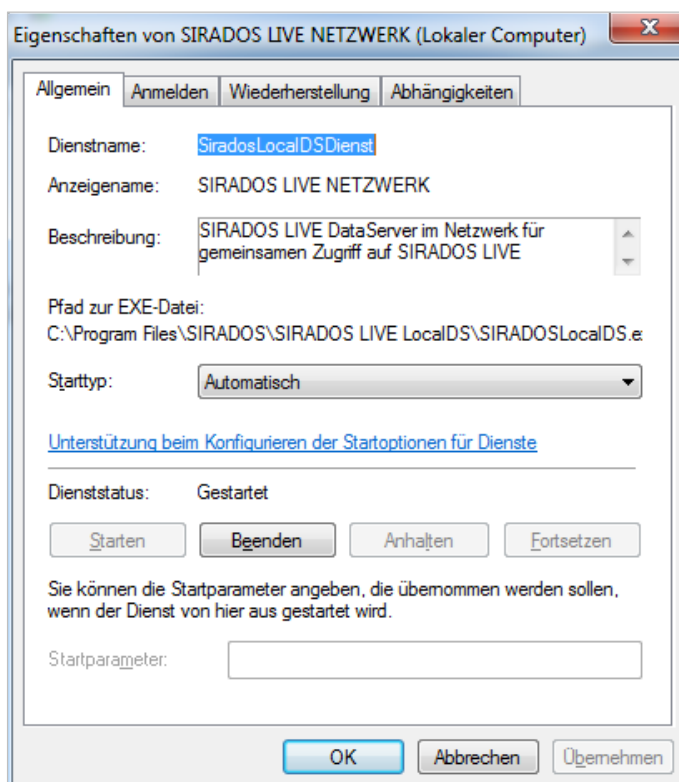 Eigenschaften von SIRADOS LIVE NETZWERK (Lokaler Computer)
Allgemein Anmelden Wiederherstellung Abhängigkeiten
Dienstname: SiradosLocalDSDienst
Anzeigename: SIRADOS LIVE NETZWERK
Beschreibung: SIRADOS LIVE DataServer im Netzwerk für
gemeinsamen Zugriff auf SIRADOS LIVE
Pfad zur EXE-Datei:
C:\Program Files\SIRADOS\SIRADOS LIVE LocalDS\SIRADOSLocalDS.e
Starttyp: Automatisch
Unterstützung beim Konfigurieren der Startoptionen für Dienste
Dienststatus: Gestartet
Starten Beenden Anhalten Fortsetzen
Sie können die Startparameter angeben, die übernommen werden sollen,
wenn der Dienst von hier aus gestartet wird.
Startparameter:
OK Abbrechen Übernehmen